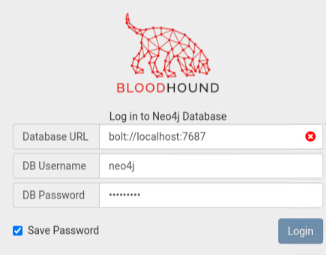 BLOODHOUND
Log in to Neo4j Database
Database URL bolt://localhost:7687
DB Username neo4j
DB Password •••••••••
Save Password Login